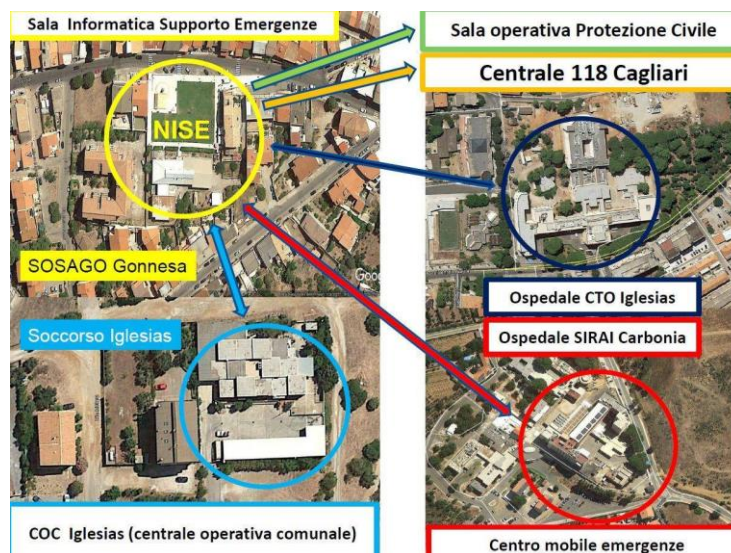 Sala Informatica Supporto Emergenze
Sala operativa Protezione Civile
Centrale 118 Cagliari
NISE
SOSAGO Gonnesa
Goo
Ospedale CTO Iglesias
Soccorso Iglesias
Ospedale SIRAI Carbonia
COC Iglesias (centrale operativa comunale)
Centro mobile emergenze